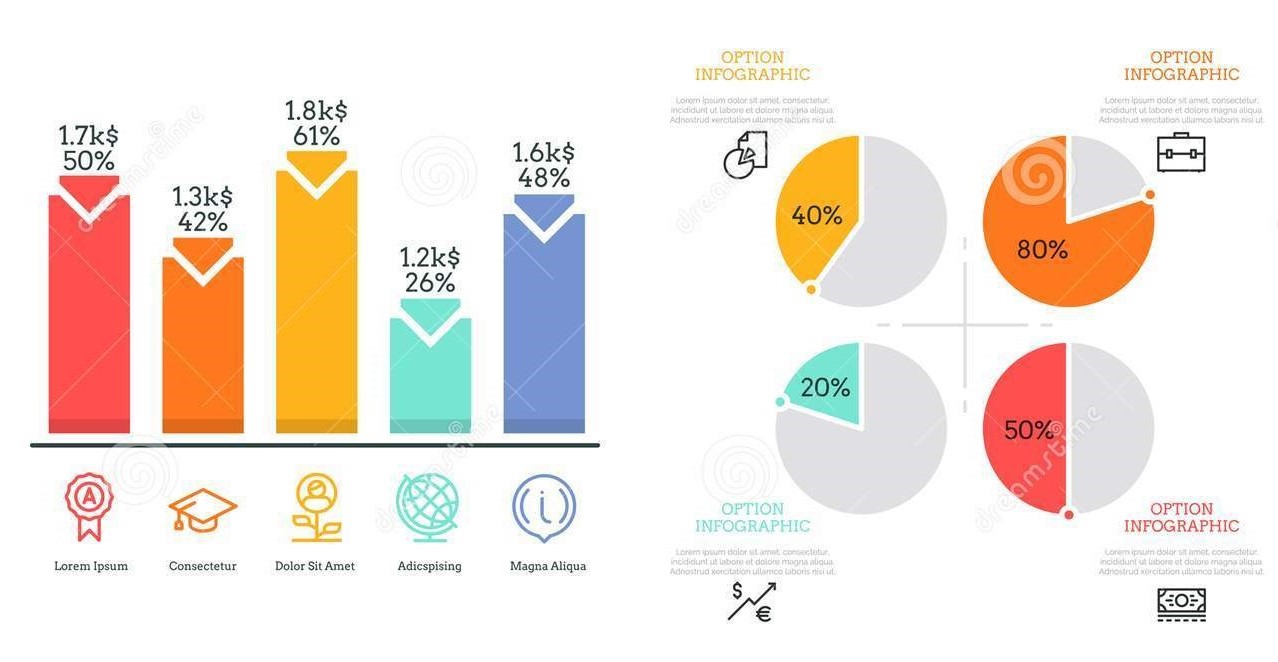 1.7k$
50%
1.3k$
42%
1.8k$
61%
1.2k$
26%
1.6k$
48%
A
i
Lorem Ipsum
Consectetur
Dolor Sit Amet
Adicspising
Magna Aliqua
OPTION
INFOGRAPHIC
Lorem ipsum dolor sit amet, consectetur,
incididunt ut labore et dolore magna aliqua.
Adnostrud xercitation ullamco laboris nisi ut.
40%
OPTION
INFOGRAPHIC
Lorem ipsum dolor sit amet, consectetur,
incididunt ut labore et dolore magna aliqua.
Adnostrud xercitation ullamco laboris nisi ut.
80%
20%
OPTION
INFOGRAPHIC
Lorem ipsum dolor sit amet, consectetur,
incididunt ut labore et dolore magna aliqua.
Adnostrud xercitation ullamco laboris nisi ut.
$
€
50%
OPTION
INFOGRAPHIC
Lorem ipsum dolor sit amet, consectetur,
incididunt ut labore et dolore magna aliqua.
Adnostrud xercitation ullamco laboris nisi ut.
dreamstime
dreamstime
dreamstime
dreamstime